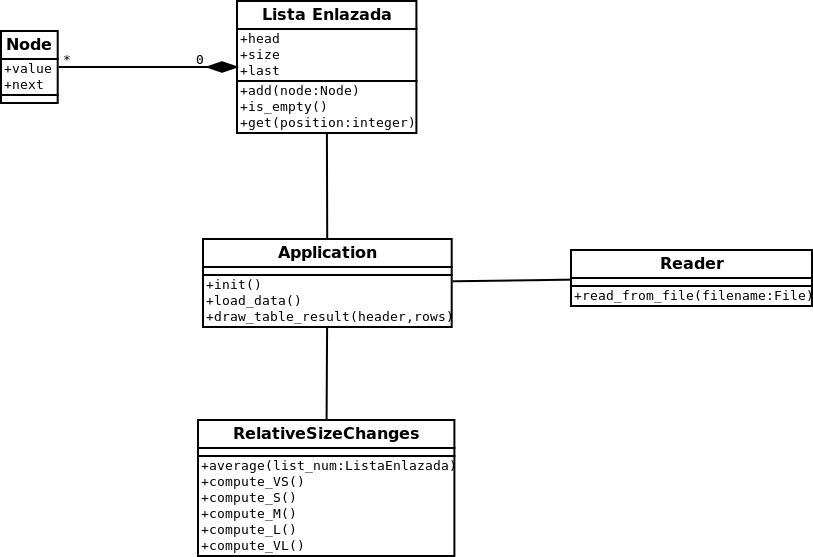 Lista Enlazada
+head
+size
+last
+add(node:Node)
+is_empty()
+get(position:integer)
Node
+value
+next
*
0
Application
+init()
+load_data()
+draw_table_result(header,rows)
Reader
+read_from_file(filename:File)
RelativeSizeChanges
+average(list_num:ListaEnlazada)
+compute_VS()
+compute_S()
+compute_M()
+compute_L()
+compute_VL()